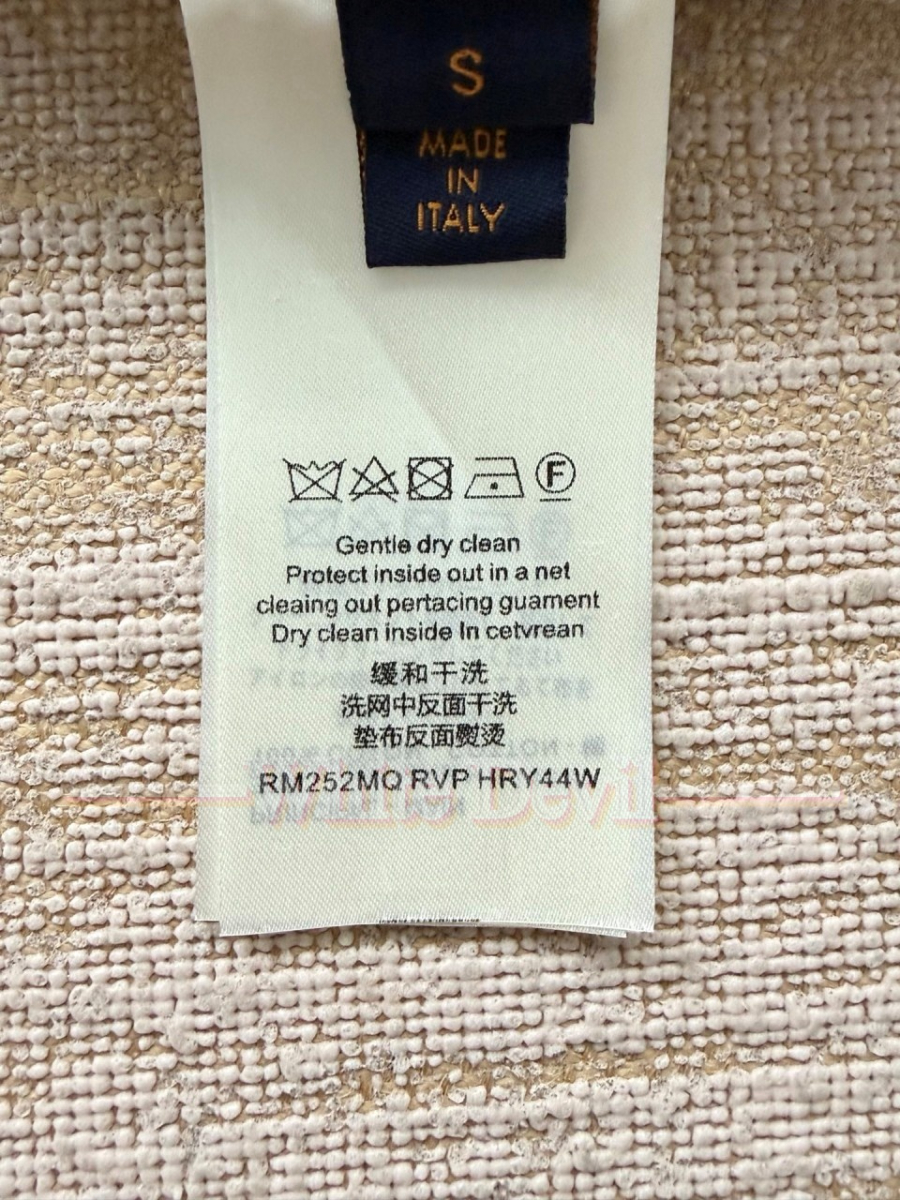 S
MADE
IN
ITALY
F
Gentle dry clean
Protect inside out in a net
cleaing out pertacing guament
Dry clean inside In cetvrean
缓和干洗
洗网中反面干洗
垫布反面熨烫
RM252MQ RVP HRY44W